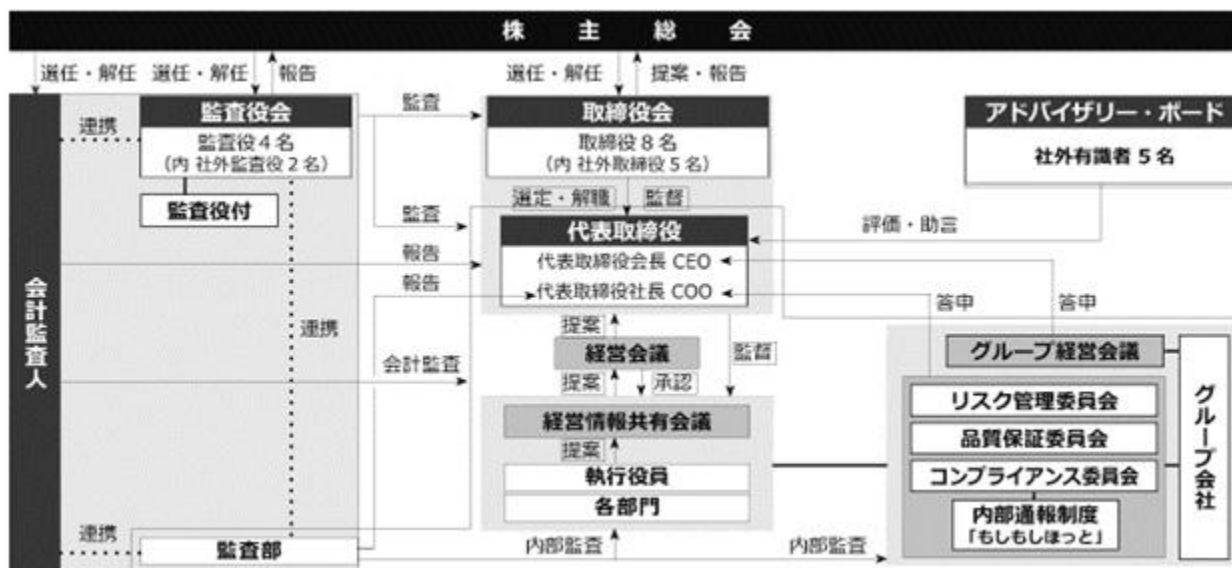 株主総会
選任・解任
選任・解任
報告
選任・解任
提案・報告
監査役会
監査役4名
（内 社外監査役2名）
監査役付
連携
監査
取締役会
取締役8名
（内 社外取締役5名）
アドバイザリー・ボード
社外有識者 5名
選定・解職
監督
監査
代表取締役
代表取締役会長 CEO
代表取締役社長 COO
評価・助言
報告
報告
会計監査人
連携
答申
答申
提案
経営会議
監督
グループ経営会議
会計監査
提案
承認
リスク管理委員会
経営情報共有会議
品質保証委員会
グループ会社
提案
執行役員
コンプライアンス委員会
各部門
内部通報制度
「もしもしほっと」
連携
監査部
内部監査
内部監査